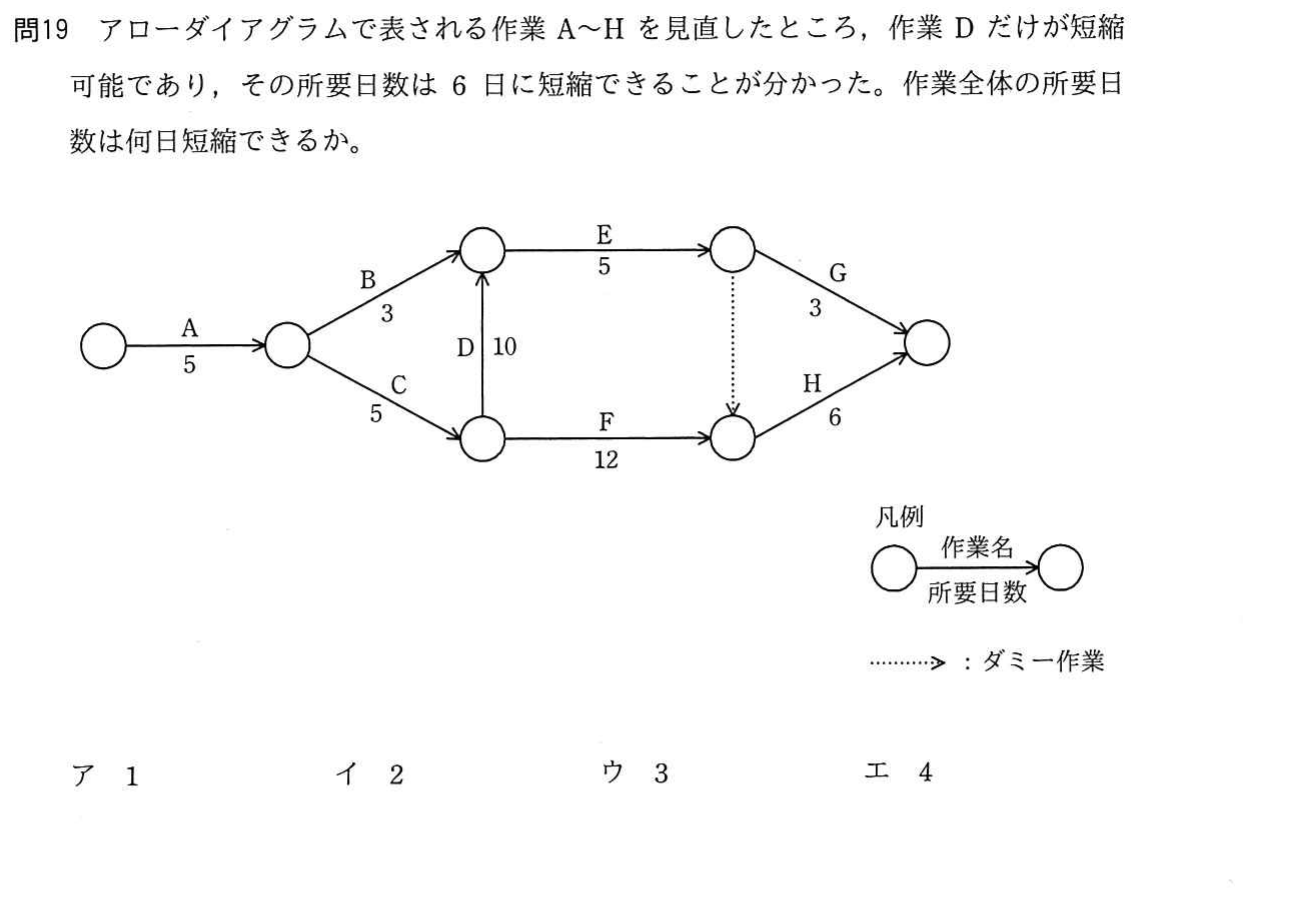 問19　アローダイアグラムで表される作業 A～H を見直したところ，作業 D だけが短縮
可能であり，その所要日数は 6 日に短縮できることが分かった。作業全体の所要日
数は何日短縮できるか。
E
5
B
3
G
3
A
5
D 10
C
5
H
6
F
12
凡例
作業名
所要日数
：ダミー作業
ア　1　イ　2　ウ　3　エ　4